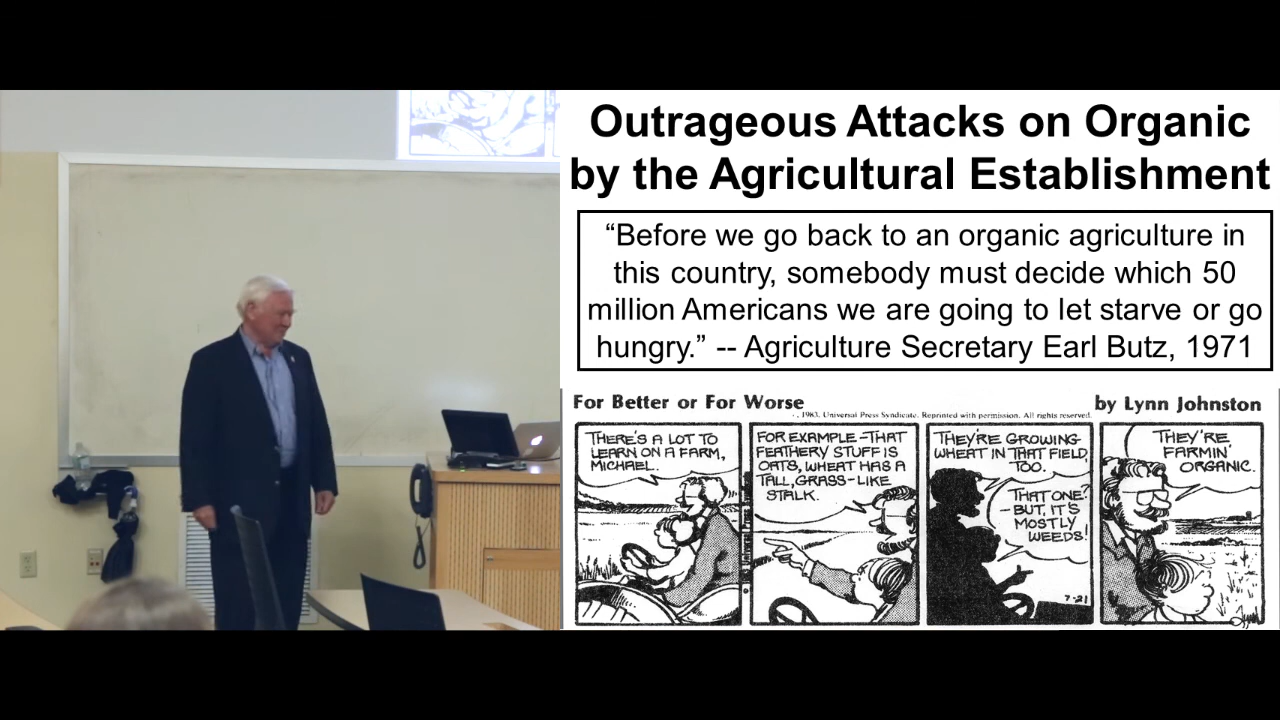 Outrageous Attacks on Organic
by the Agricultural Establishment
“Before we go back to an organic agriculture in
this country, somebody must decide which 50
million Americans we are going to let starve or go
hungry.” -- Agriculture Secretary Earl Butz, 1971
For Better or For Worse
by Lynn Johnston
1983. Universal Press Syndicate. Reprinted with permission. All rights reserved.
THERE'S A LOT TO
LEARN ON A FARM,
MICHAEL.
FOR EXAMPLE-THAT
FEATHERY STUFF IS
OATS, WHEAT HAS A
TALL, GRASS-LIKE
STALK.
THEY'RE GROWING
WHEAT IN THAT FIELD,
TOO.
THAT ONE?
-BUT, IT'S
MOSTLY
WEEDS!
7-21
THEY'RE
FARMIN'
ORGANIC.